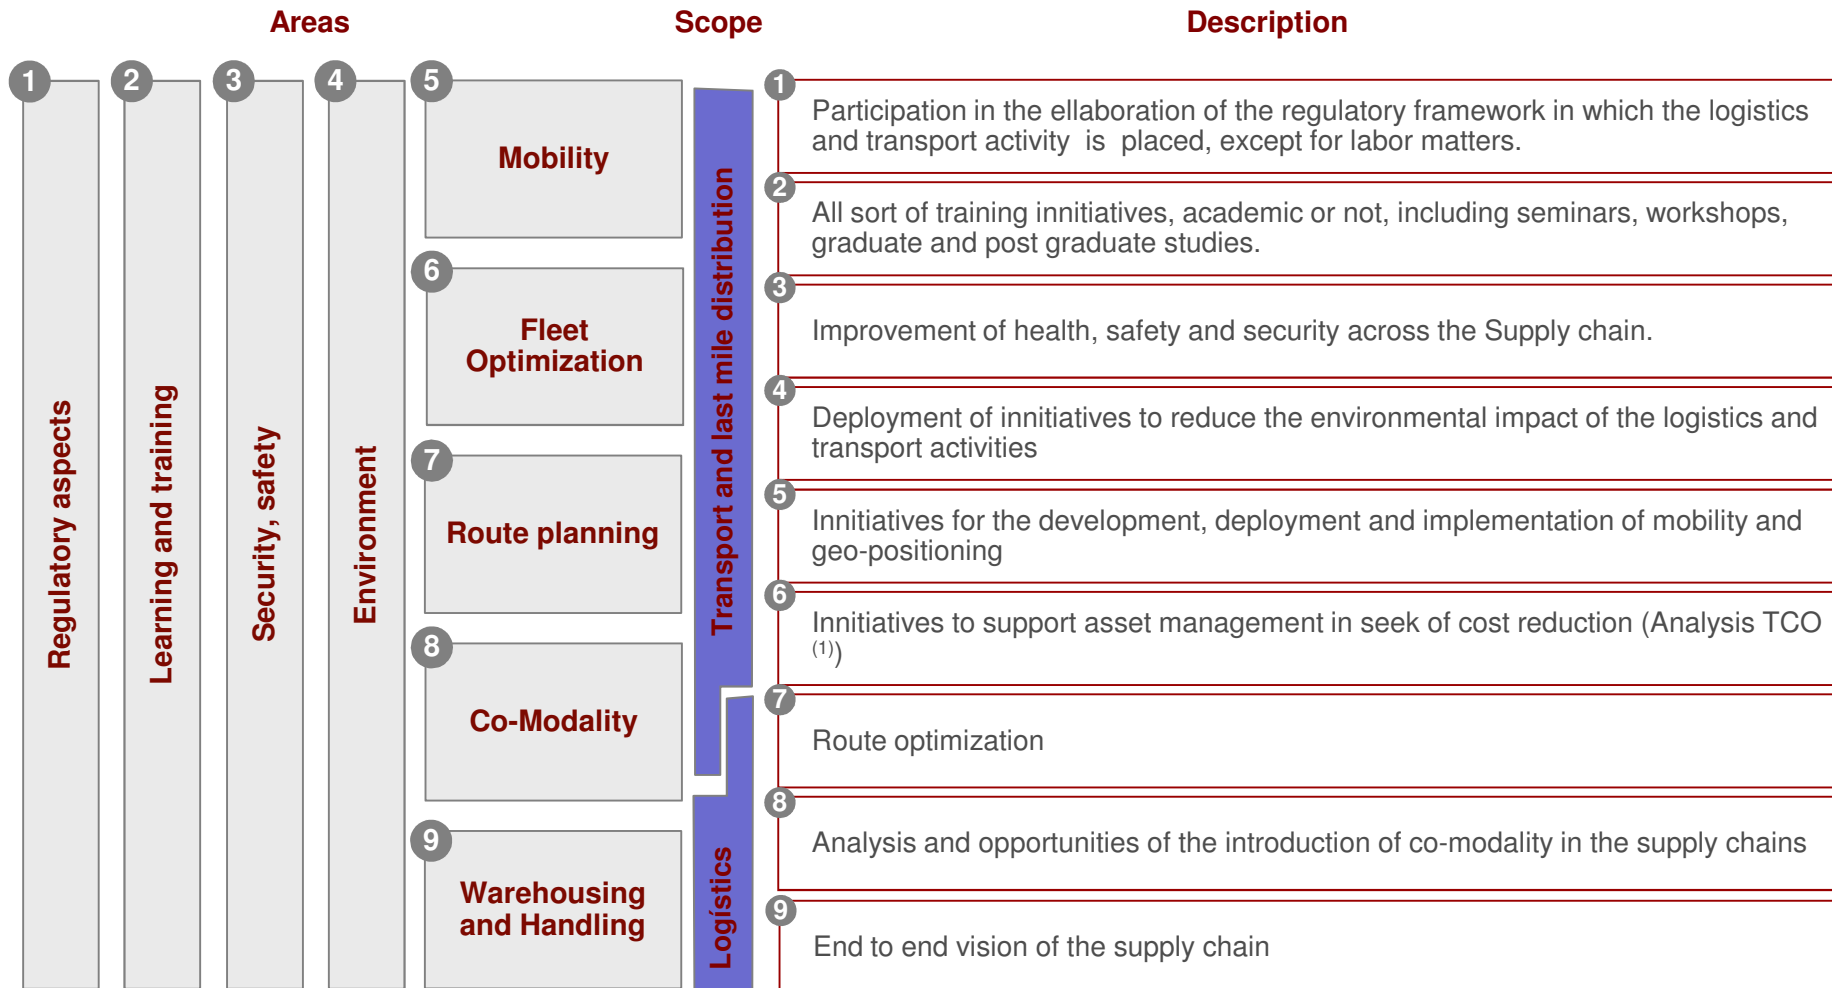 Areas
Scope
Description
1
Regulatory aspects
2
Learning and training
3
Security, safety
4
Environment
5
Mobility
6
Fleet
Optimization
7
Route planning
8
Co-Modality
9
Warehousing
and Handling
Transport and last mile distribution
Logístics
1
Participation in the ellaboration of the regulatory framework in which the logistics
and transport activity is placed, except for labor matters.
2
All sort of training innitiatives, academic or not, including seminars, workshops,
graduate and post graduate studies.
3
Improvement of health, safety and security across the Supply chain.
4
Deployment of innitiatives to reduce the environmental impact of the logistics and
transport activities
5
Innitiatives for the development, deployment and implementation of mobility and
geo-positioning
6
Innitiatives to support asset management in seek of cost reduction (Analysis TCO
(1))
7
Route optimization
8
Analysis and opportunities of the introduction of co-modality in the supply chains
9
End to end vision of the supply chain